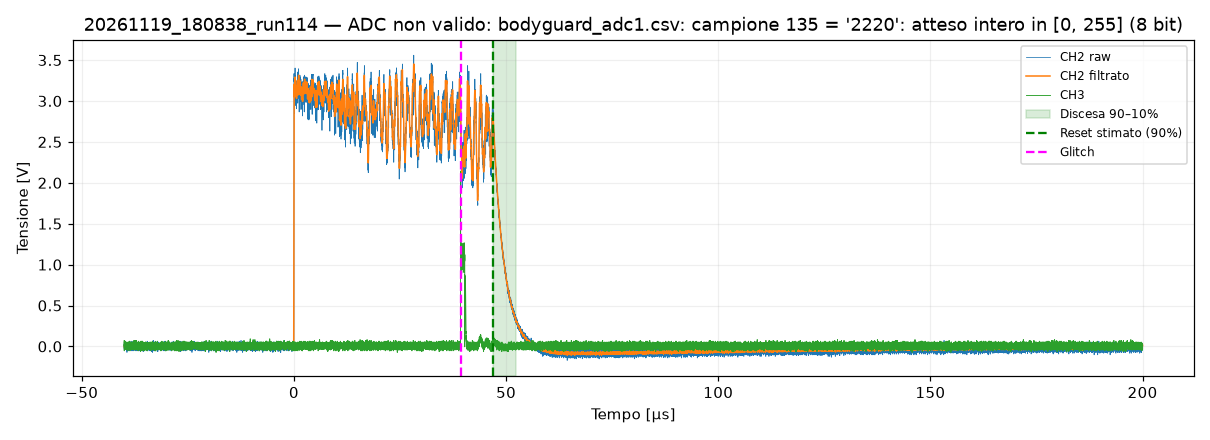 20261119_180838_run114 — ADC non valido: bodyguard_adc1.csv: campione 135 = '2220': atteso intero in [0, 255] (8 bit)
Tensione [V]
3.5
3.0
2.5
2.0
1.5
1.0
0.5
0.0
CH2 raw
CH2 filtrato
CH3
Discesa 90–10%
Reset stimato (90%)
Glitch
−50
0
50
100
150
200
Tempo [µs]